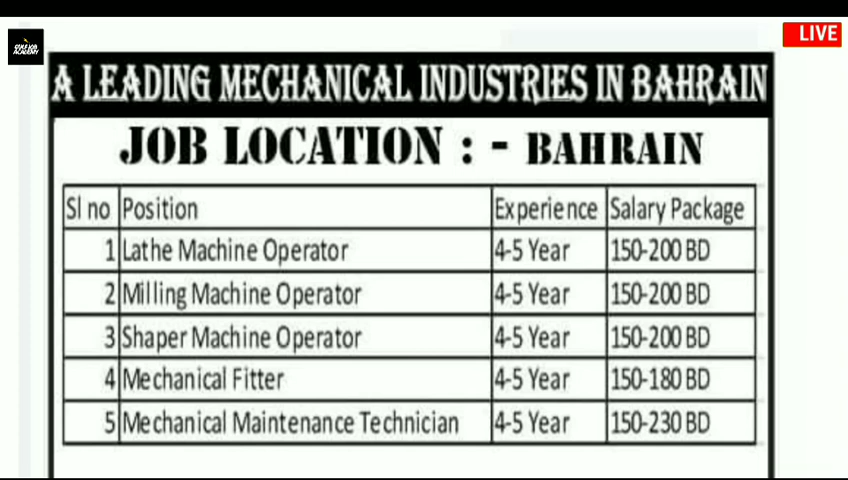 GULF JOB
ACADEMY
LIVE
A LEADING MECHANICAL INDUSTRIES IN BAHRAIN
JOB LOCATION : - BAHRAIN
Sl no Position Experience Salary Package
1 Lathe Machine Operator 4-5 Year 150-200 BD
2 Milling Machine Operator 4-5 Year 150-200 BD
3 Shaper Machine Operator 4-5 Year 150-200 BD
4 Mechanical Fitter 4-5 Year 150-180 BD
5 Mechanical Maintenance Technician 4-5 Year 150-230 BD